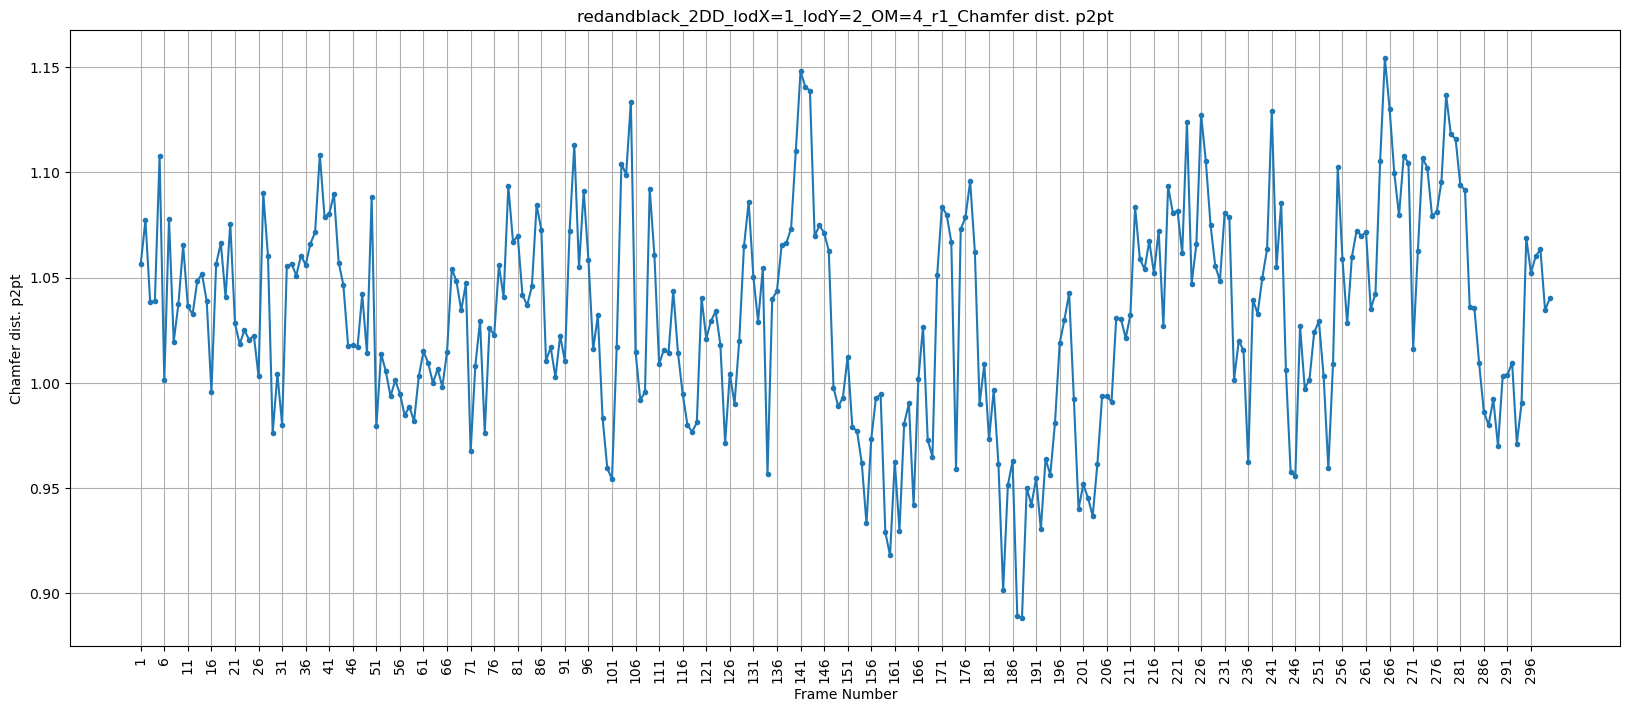 redandblack_2DD_lodX=1_lodY=2_OM=4_r1_Chamfer dist. p2pt
Chamfer dist. p2pt
1.15
1.10
1.05
1.00
0.95
0.90
1 6 11 16 21 26 31 36 41 46 51 56 61 66 71 76 81 86 91 96 101 106 111 116 121 126 131 136 141 146 151 156 161 166 171 176 181 186 191 196 201 206 211 216 221 226 231 236 241 246 251 256 261 266 271 276 281 286 291 296
Frame Number